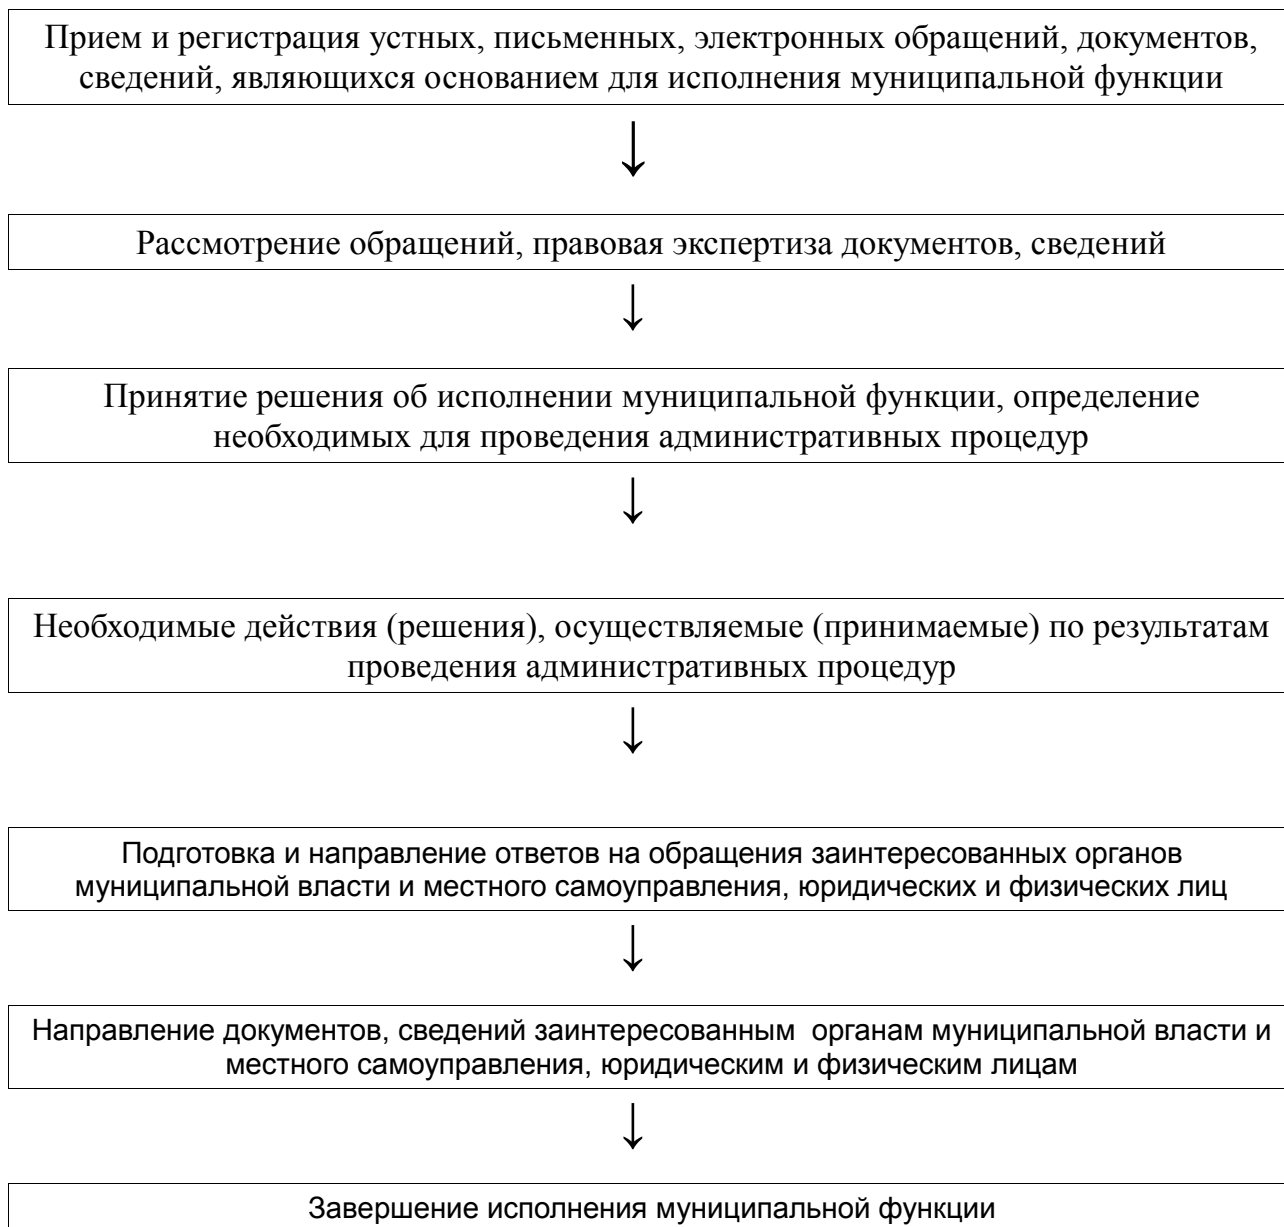 Прием и регистрация устных, письменных, электронных обращений, документов,
сведений, являющихся основанием для исполнения муниципальной функции
↓
Рассмотрение обращений, правовая экспертиза документов, сведений
↓
Принятие решения об исполнении муниципальной функции, определение
необходимых для проведения административных процедур
↓
Необходимые действия (решения), осуществляемые (принимаемые) по результатам
проведения административных процедур
↓
Подготовка и направление ответов на обращения заинтересованных органов
муниципальной власти и местного самоуправления, юридических и физических лиц
↓
Направление документов, сведений заинтересованным  органам муниципальной власти и
местного самоуправления, юридическим и физическим лицам
↓
Завершение исполнения муниципальной функции